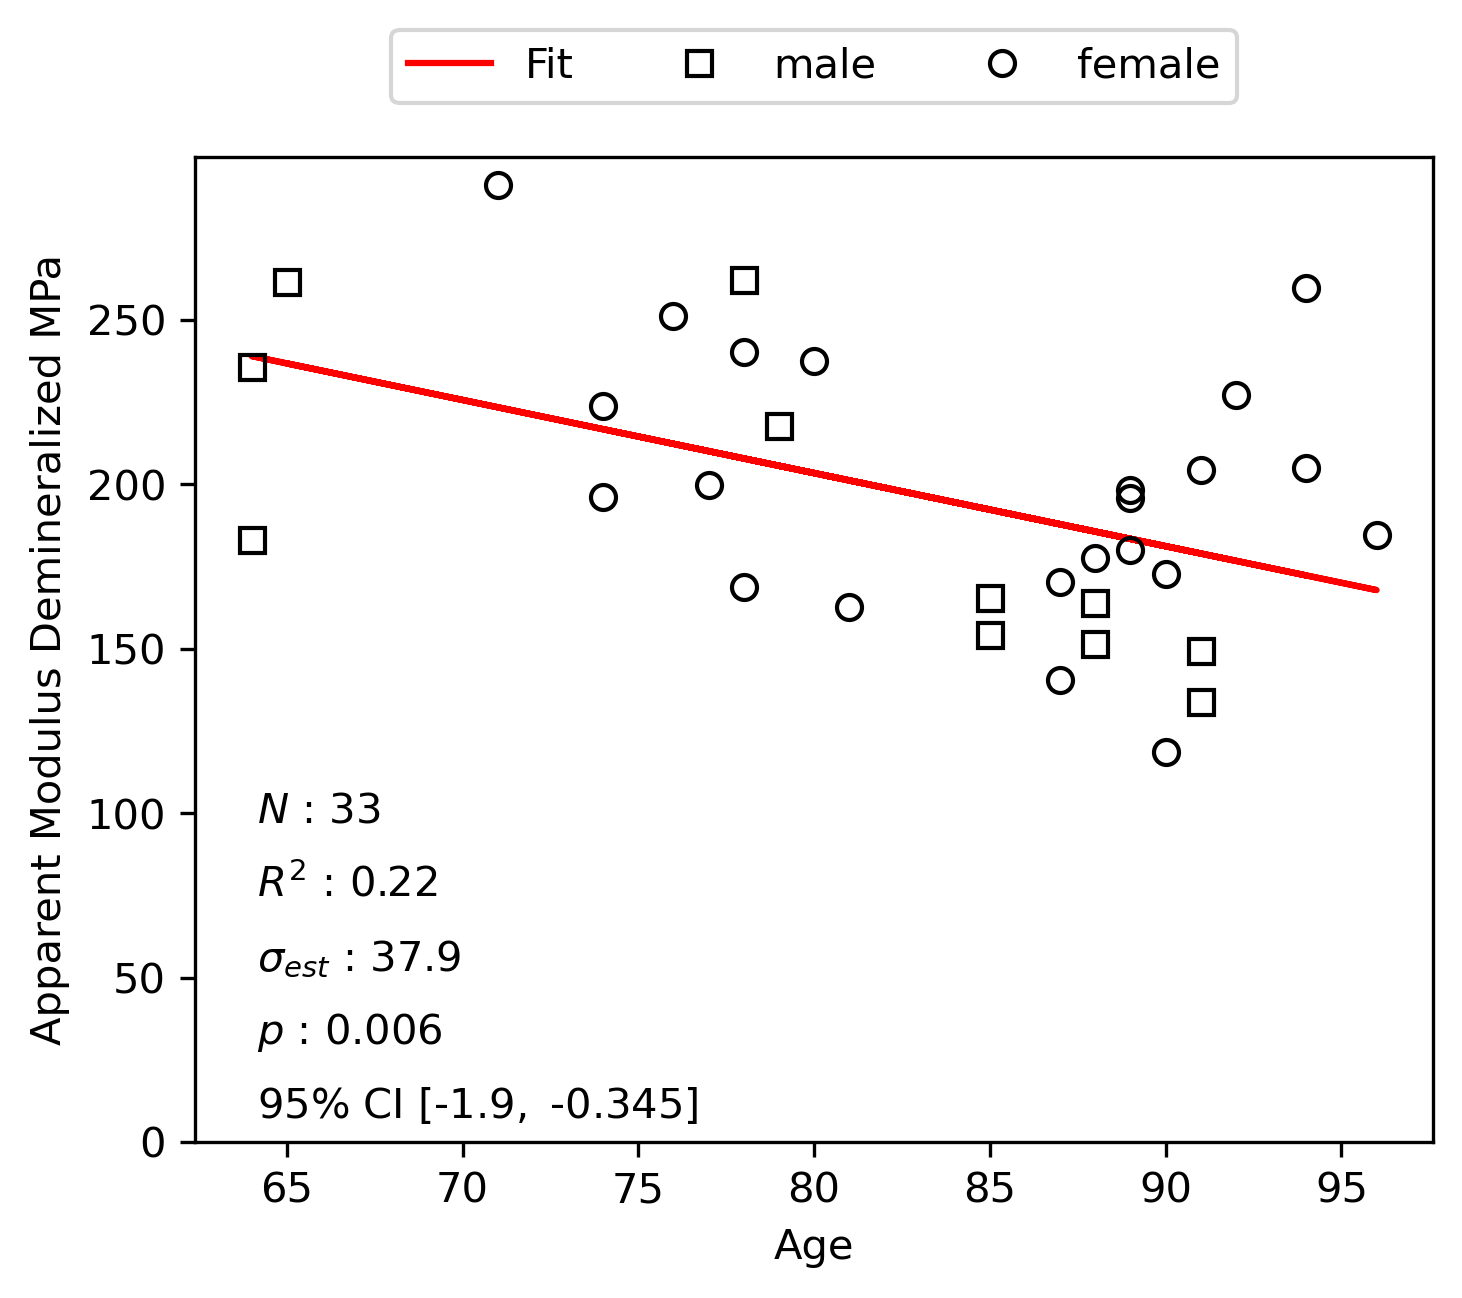 Fit male female
Apparent Modulus Demineralized MPa
250
200
150
100
50
0
N : 33
R² : 0.22
σest : 37.9
p : 0.006
95% CI [-1.9, -0.345]
65 70 75 80 85 90 95
Age